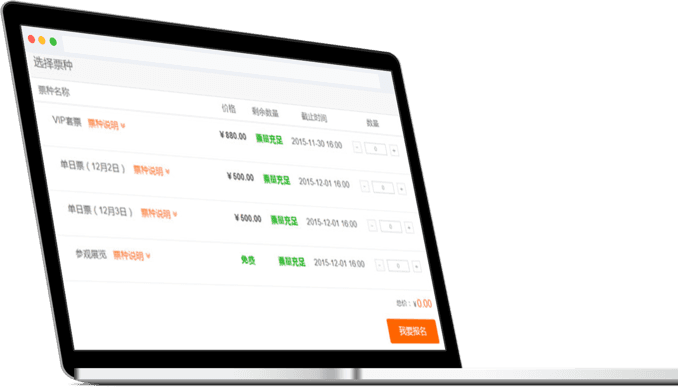 选择票种
票种名称 价格 剩余数量 截止时间 数量
VIP套票 票种说明 ¥880.00 票量充足 2015-11-30 16:00 - 0 +
单日票（12月2日） 票种说明 ¥500.00 票量充足 2015-12-01 16:00 - 0 +
单日票（12月3日） 票种说明 ¥500.00 票量充足 2015-12-01 16:00 - 0 +
参观展览 票种说明 免费 票量充足 2015-12-01 16:00 - 0 +
总价：¥0.00
我要报名